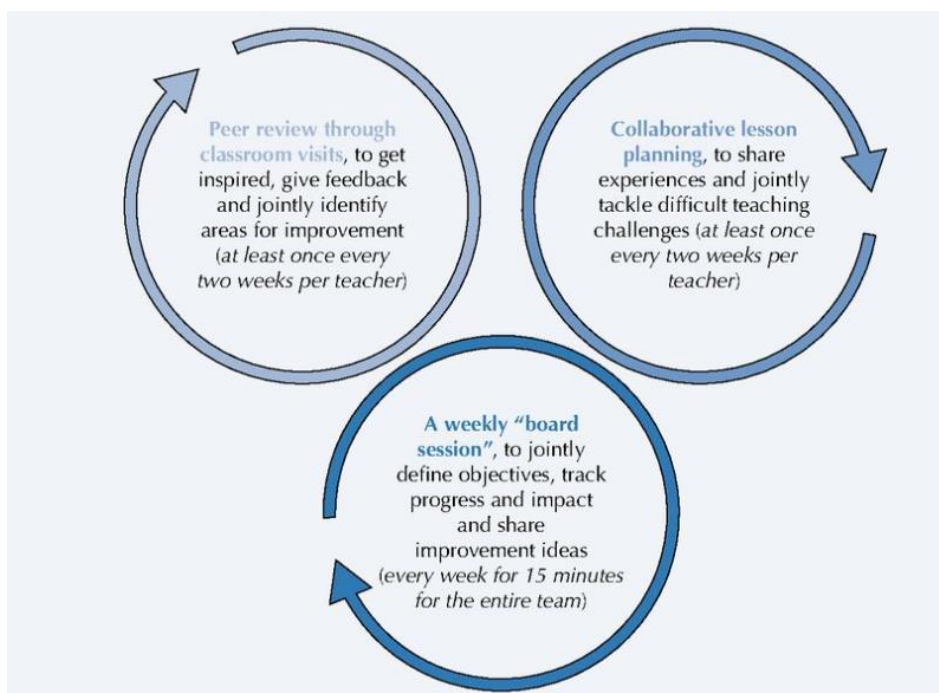 Peer review through
classroom visits, to get
inspired, give feedback
and jointly identify
areas for improvement
(at least once every
two weeks per teacher)
Collaborative lesson
planning, to share
experiences and jointly
tackle difficult teaching
challenges (at least once
every two weeks per
teacher)
A weekly “board
session”, to jointly
define objectives, track
progress and impact
and share
improvement ideas
(every week for 15 minutes
for the entire team)